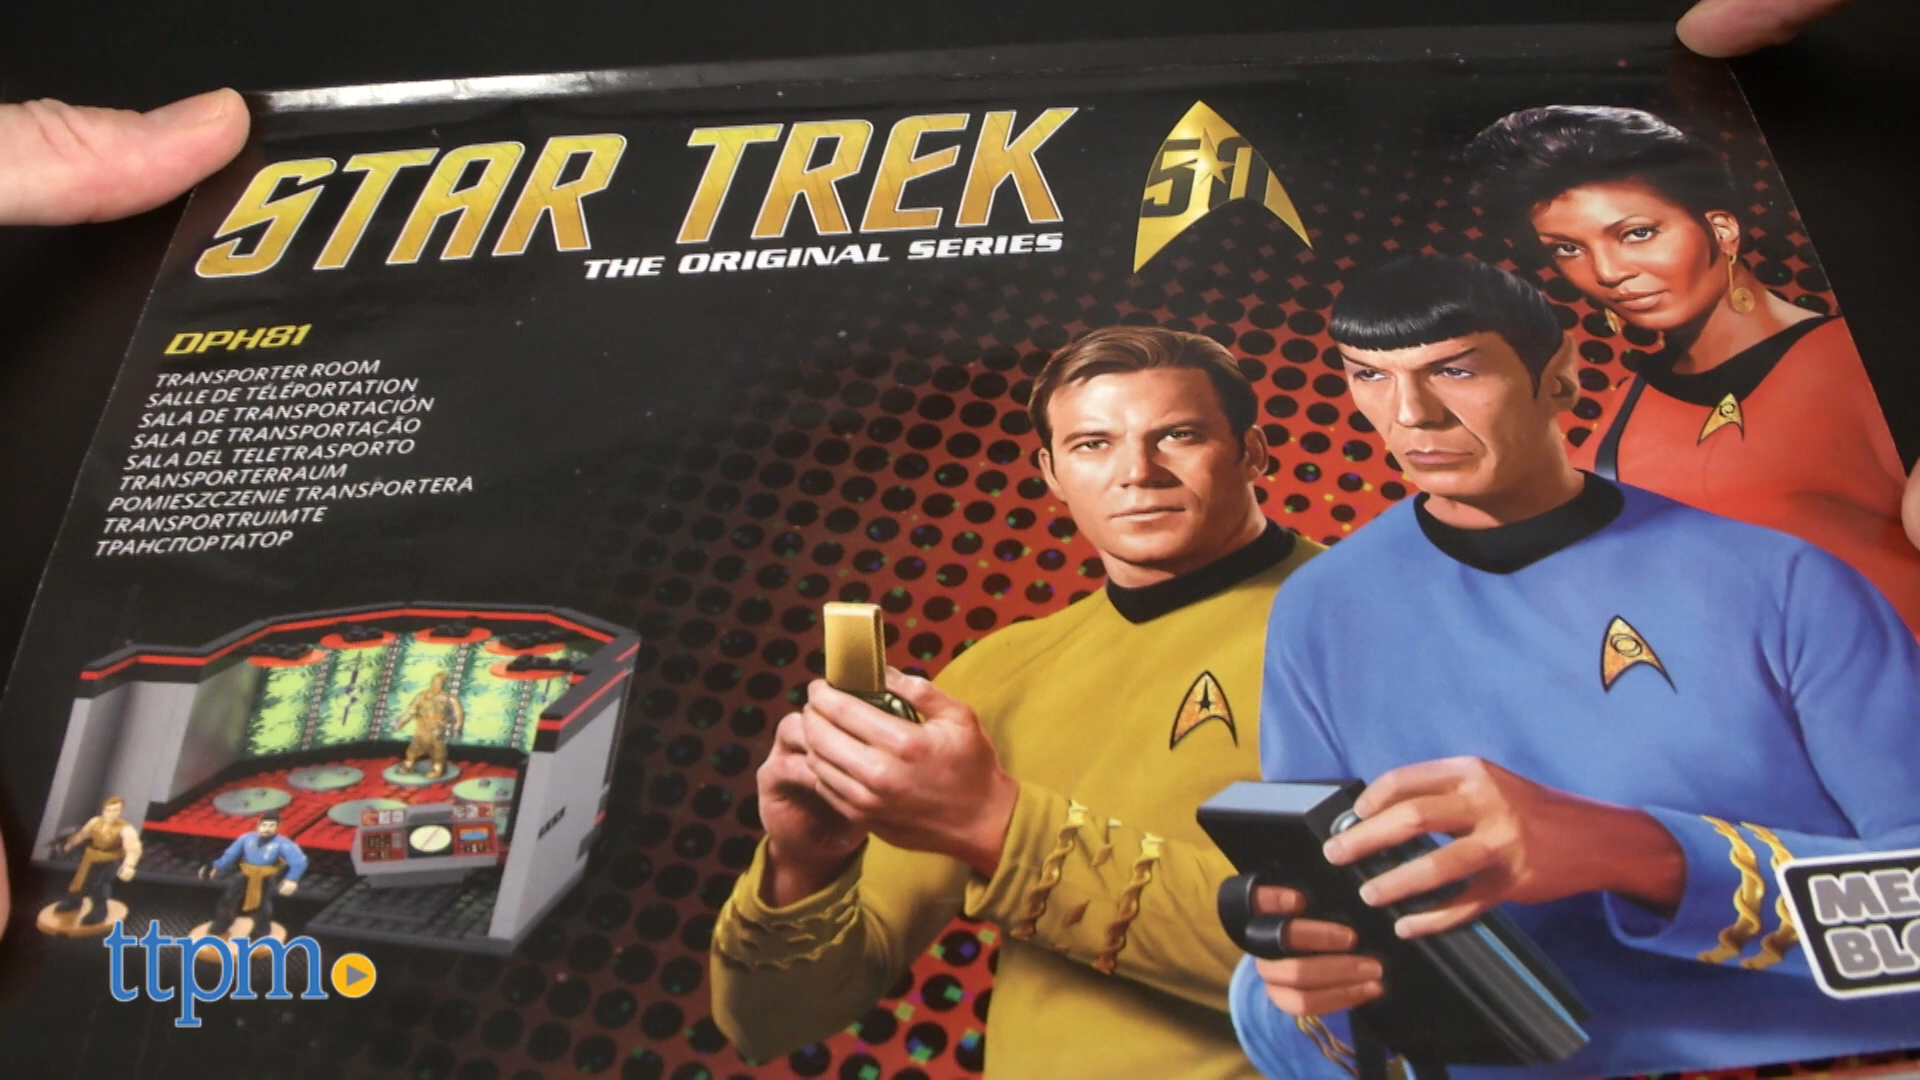 STAR TREK
THE ORIGINAL SERIES
50
DPH81
TRANSPORTER ROOM
SALLE DE TÉLÉPORTATION
SALA DE TRANSPORTACIÓN
SALA DE TRANSPORTAÇÃO
SALA DEL TELETRASPORTO
TRANSPORTERRAUM
POMIESZCZENIE TRANSPORTERA
TRANSPORTRUIMTE
ТРАНСПОРТАТОР
ttpm